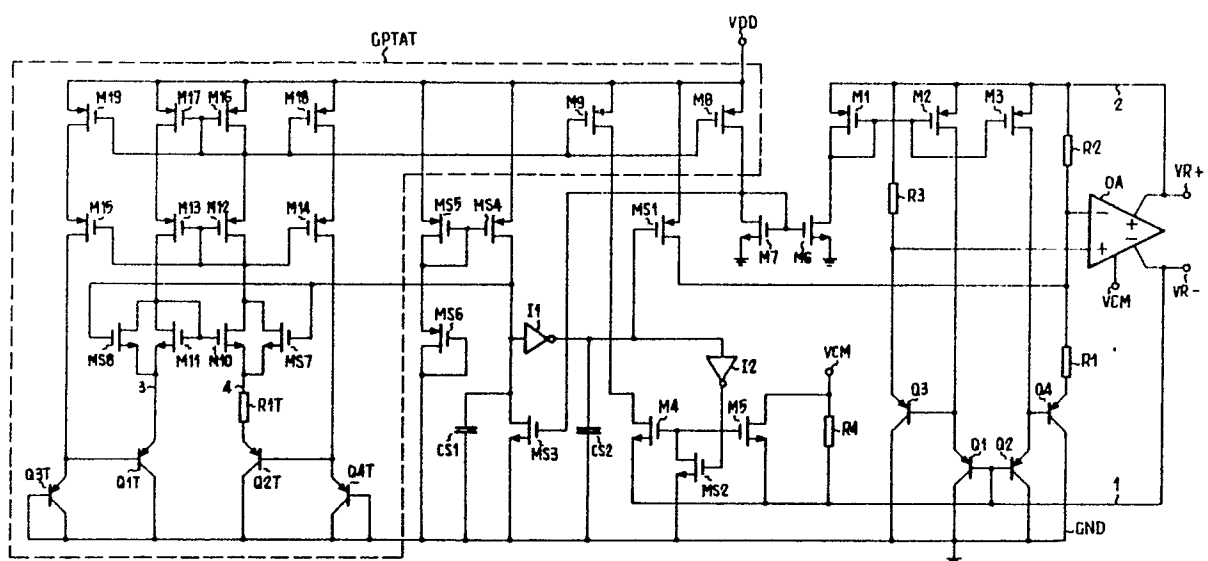 GPTAT
VDD
M19
M17
M16
M18
M9
M8
M1
M2
M3
2
R2
VR+
R3
OA
M15
M13
M12
M14
MS5
MS4
MS1
M7
M6
-
+
-
+
VCM
VR-
MS8
M11
M10
MS7
MS6
I1
I2
VCM
R1
3
4
R1T
CS1
MS3
CS2
M4
M5
R4
Q3
Q4
Q3T
Q1T
Q2T
Q4T
MS2
Q1
Q2
1
GND